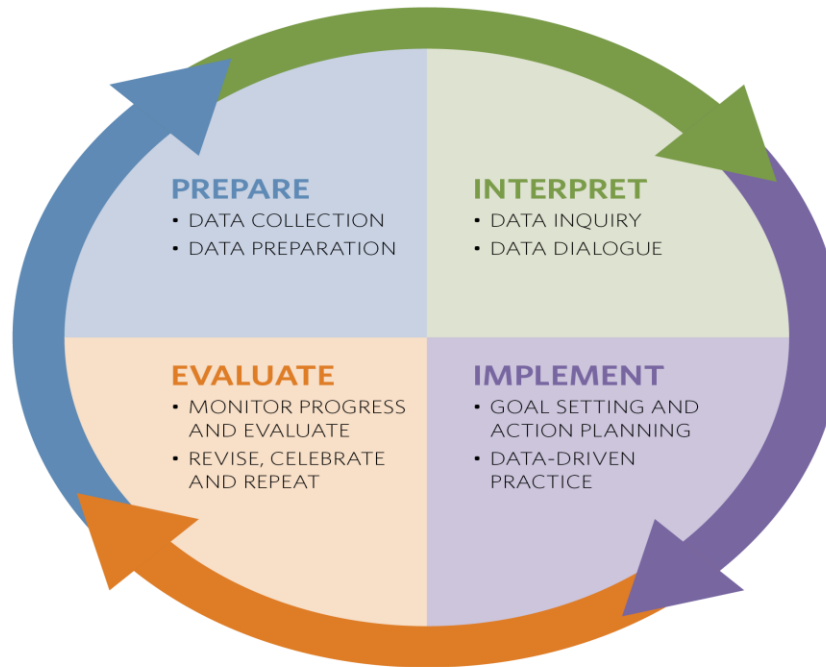 PREPARE
• DATA COLLECTION
• DATA PREPARATION
INTERPRET
• DATA INQUIRY
• DATA DIALOGUE
EVALUATE
• MONITOR PROGRESS
AND EVALUATE
• REVISE, CELEBRATE
AND REPEAT
IMPLEMENT
• GOAL SETTING AND
ACTION PLANNING
• DATA-DRIVEN
PRACTICE